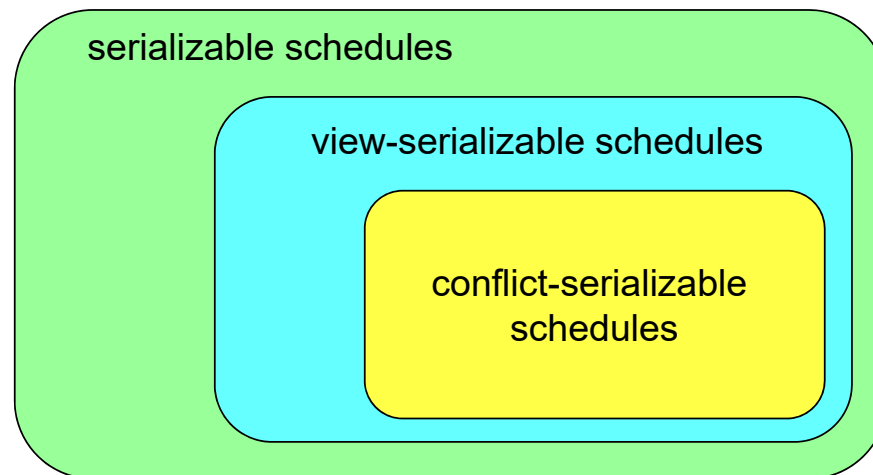 serializable schedules
view-serializable schedules
conflict-serializable
schedules